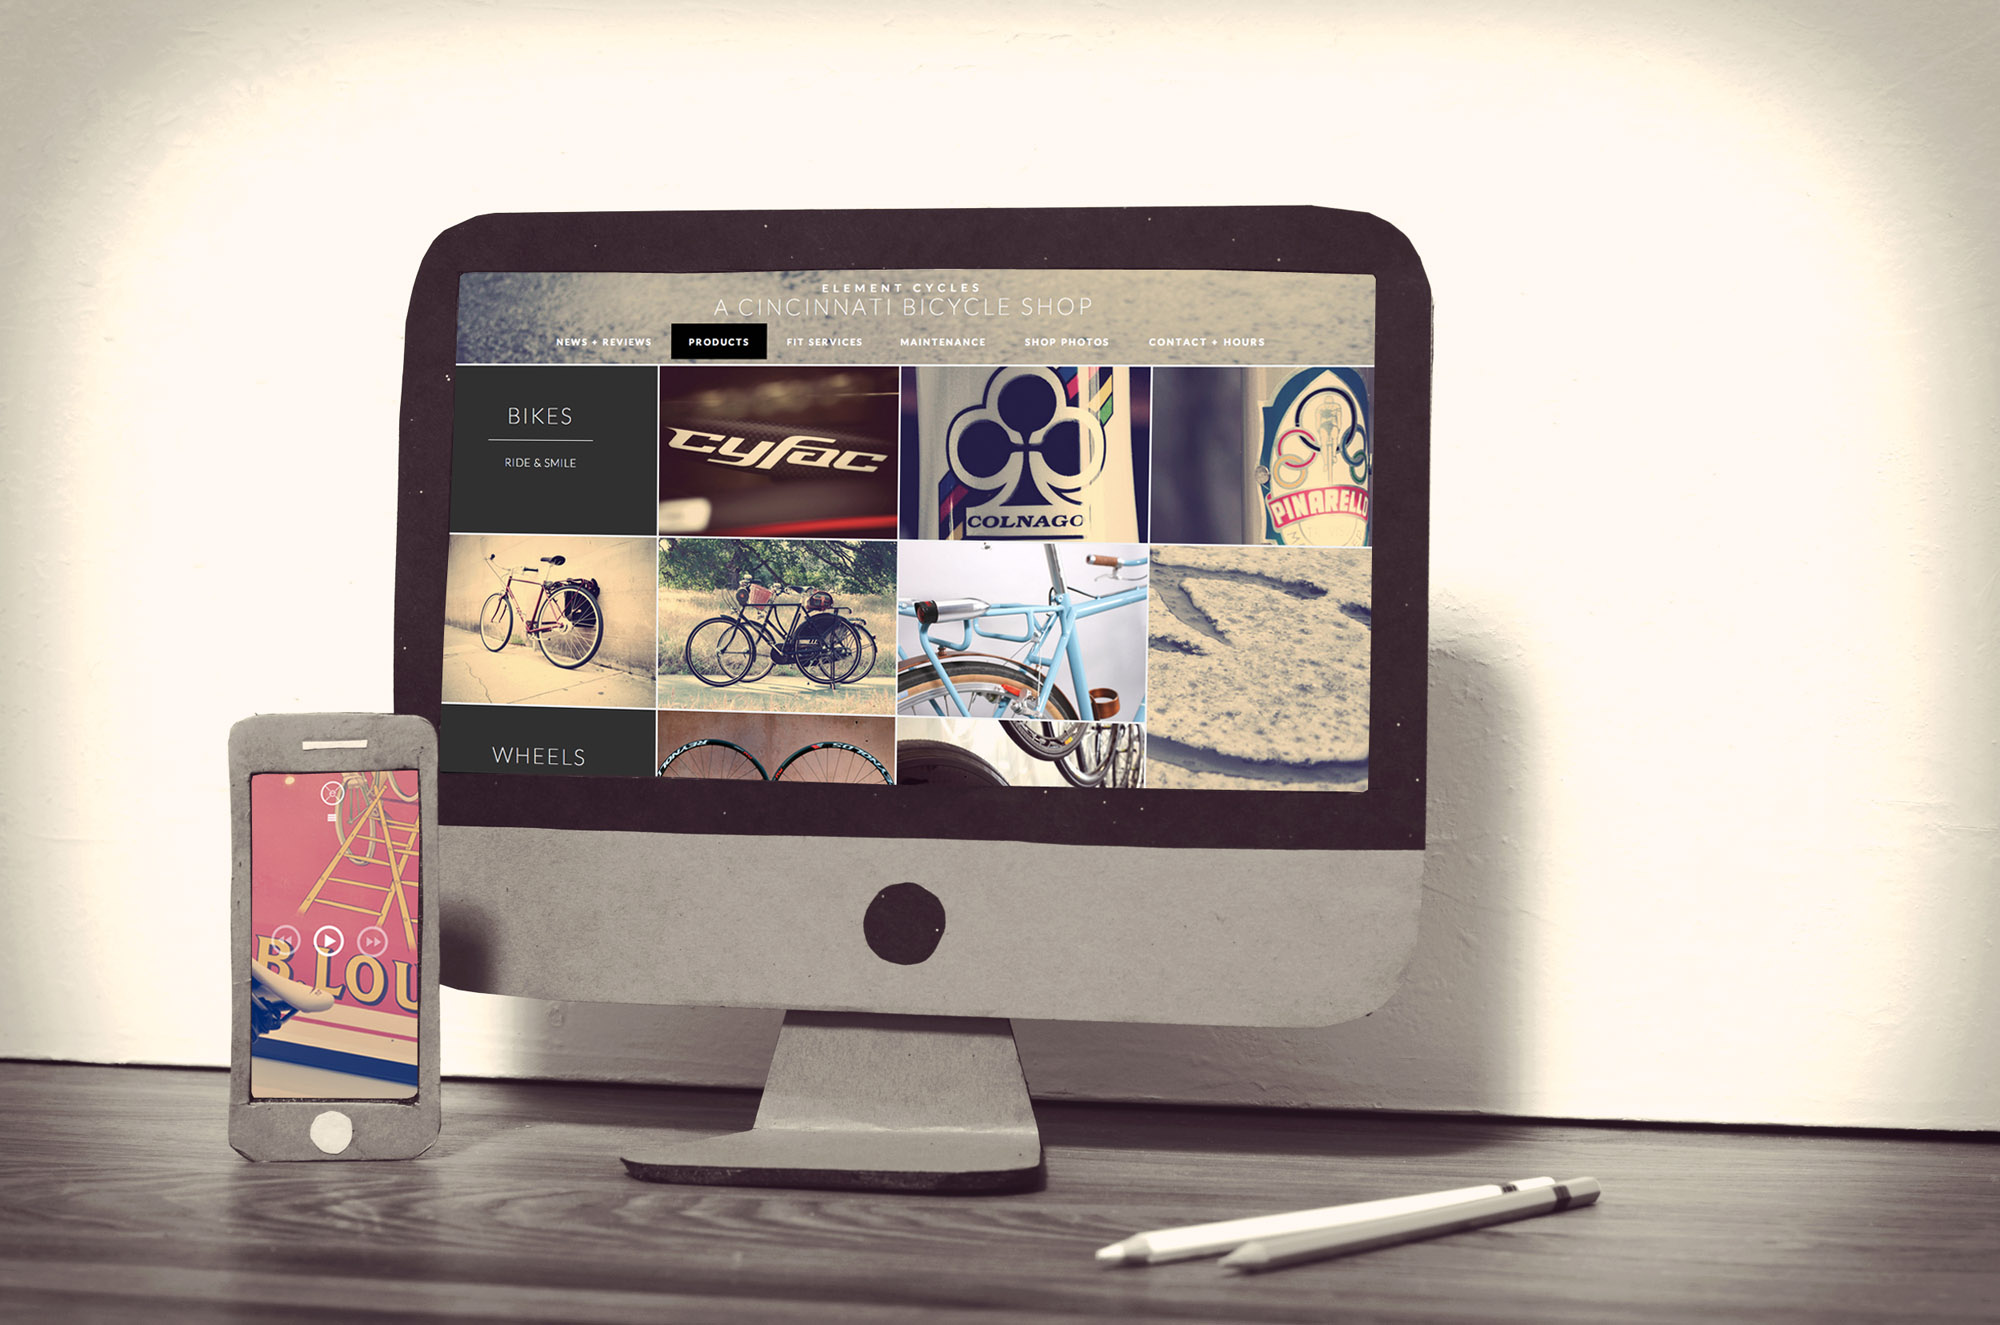 ELEMENT CYCLES
A CINCINNATI BICYCLE SHOP
NEWS + REVIEWS PRODUCTS FIT SERVICES MAINTENANCE SHOP PHOTOS CONTACT + HOURS
BIKES
RIDE & SMILE
cyfac
COLNAGO
PINARELLO
WHEELS
B. LOU